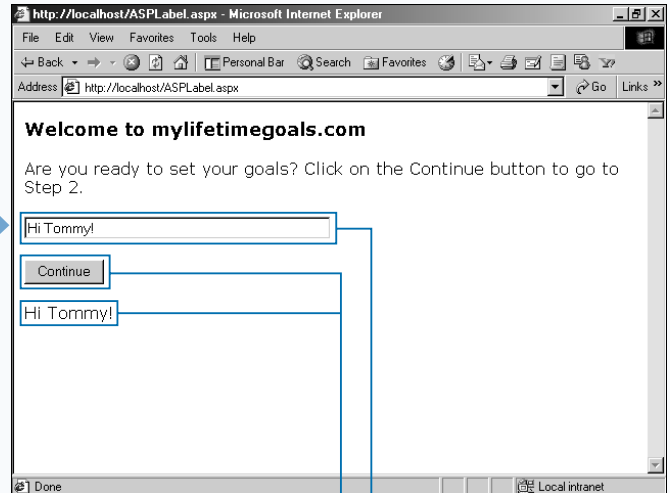 http://localhost/ASPLabel.aspx - Microsoft Internet Explorer
File Edit View Favorites Tools Help
Back Personal Bar Search Favorites
Address http://localhost/ASPLabel.aspx Go Links »
Welcome to mylifetimegoals.com
Are you ready to set your goals? Click on the Continue button to go to
Step 2.
Hi Tommy!
Continue
Hi Tommy!
Done Local intranet